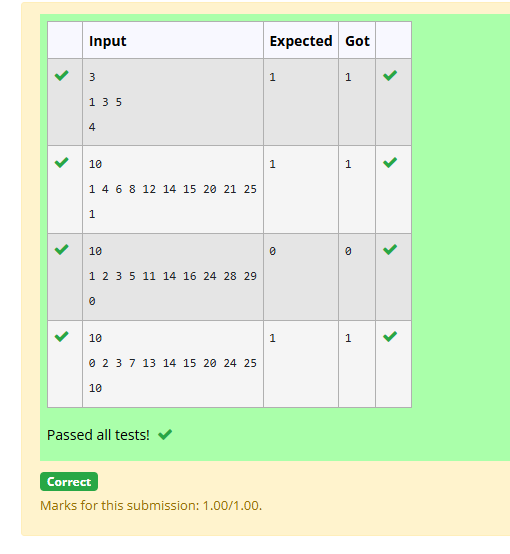 Input Expected Got
3 1 1
1 3 5
4
10 1 1
1 4 6 8 12 14 15 20 21 25
1
10 0 0
1 2 3 5 11 14 16 24 28 29
0
10 1 1
0 2 3 7 13 14 15 20 24 25
10
Passed all tests!
Correct
Marks for this submission: 1.00/1.00.